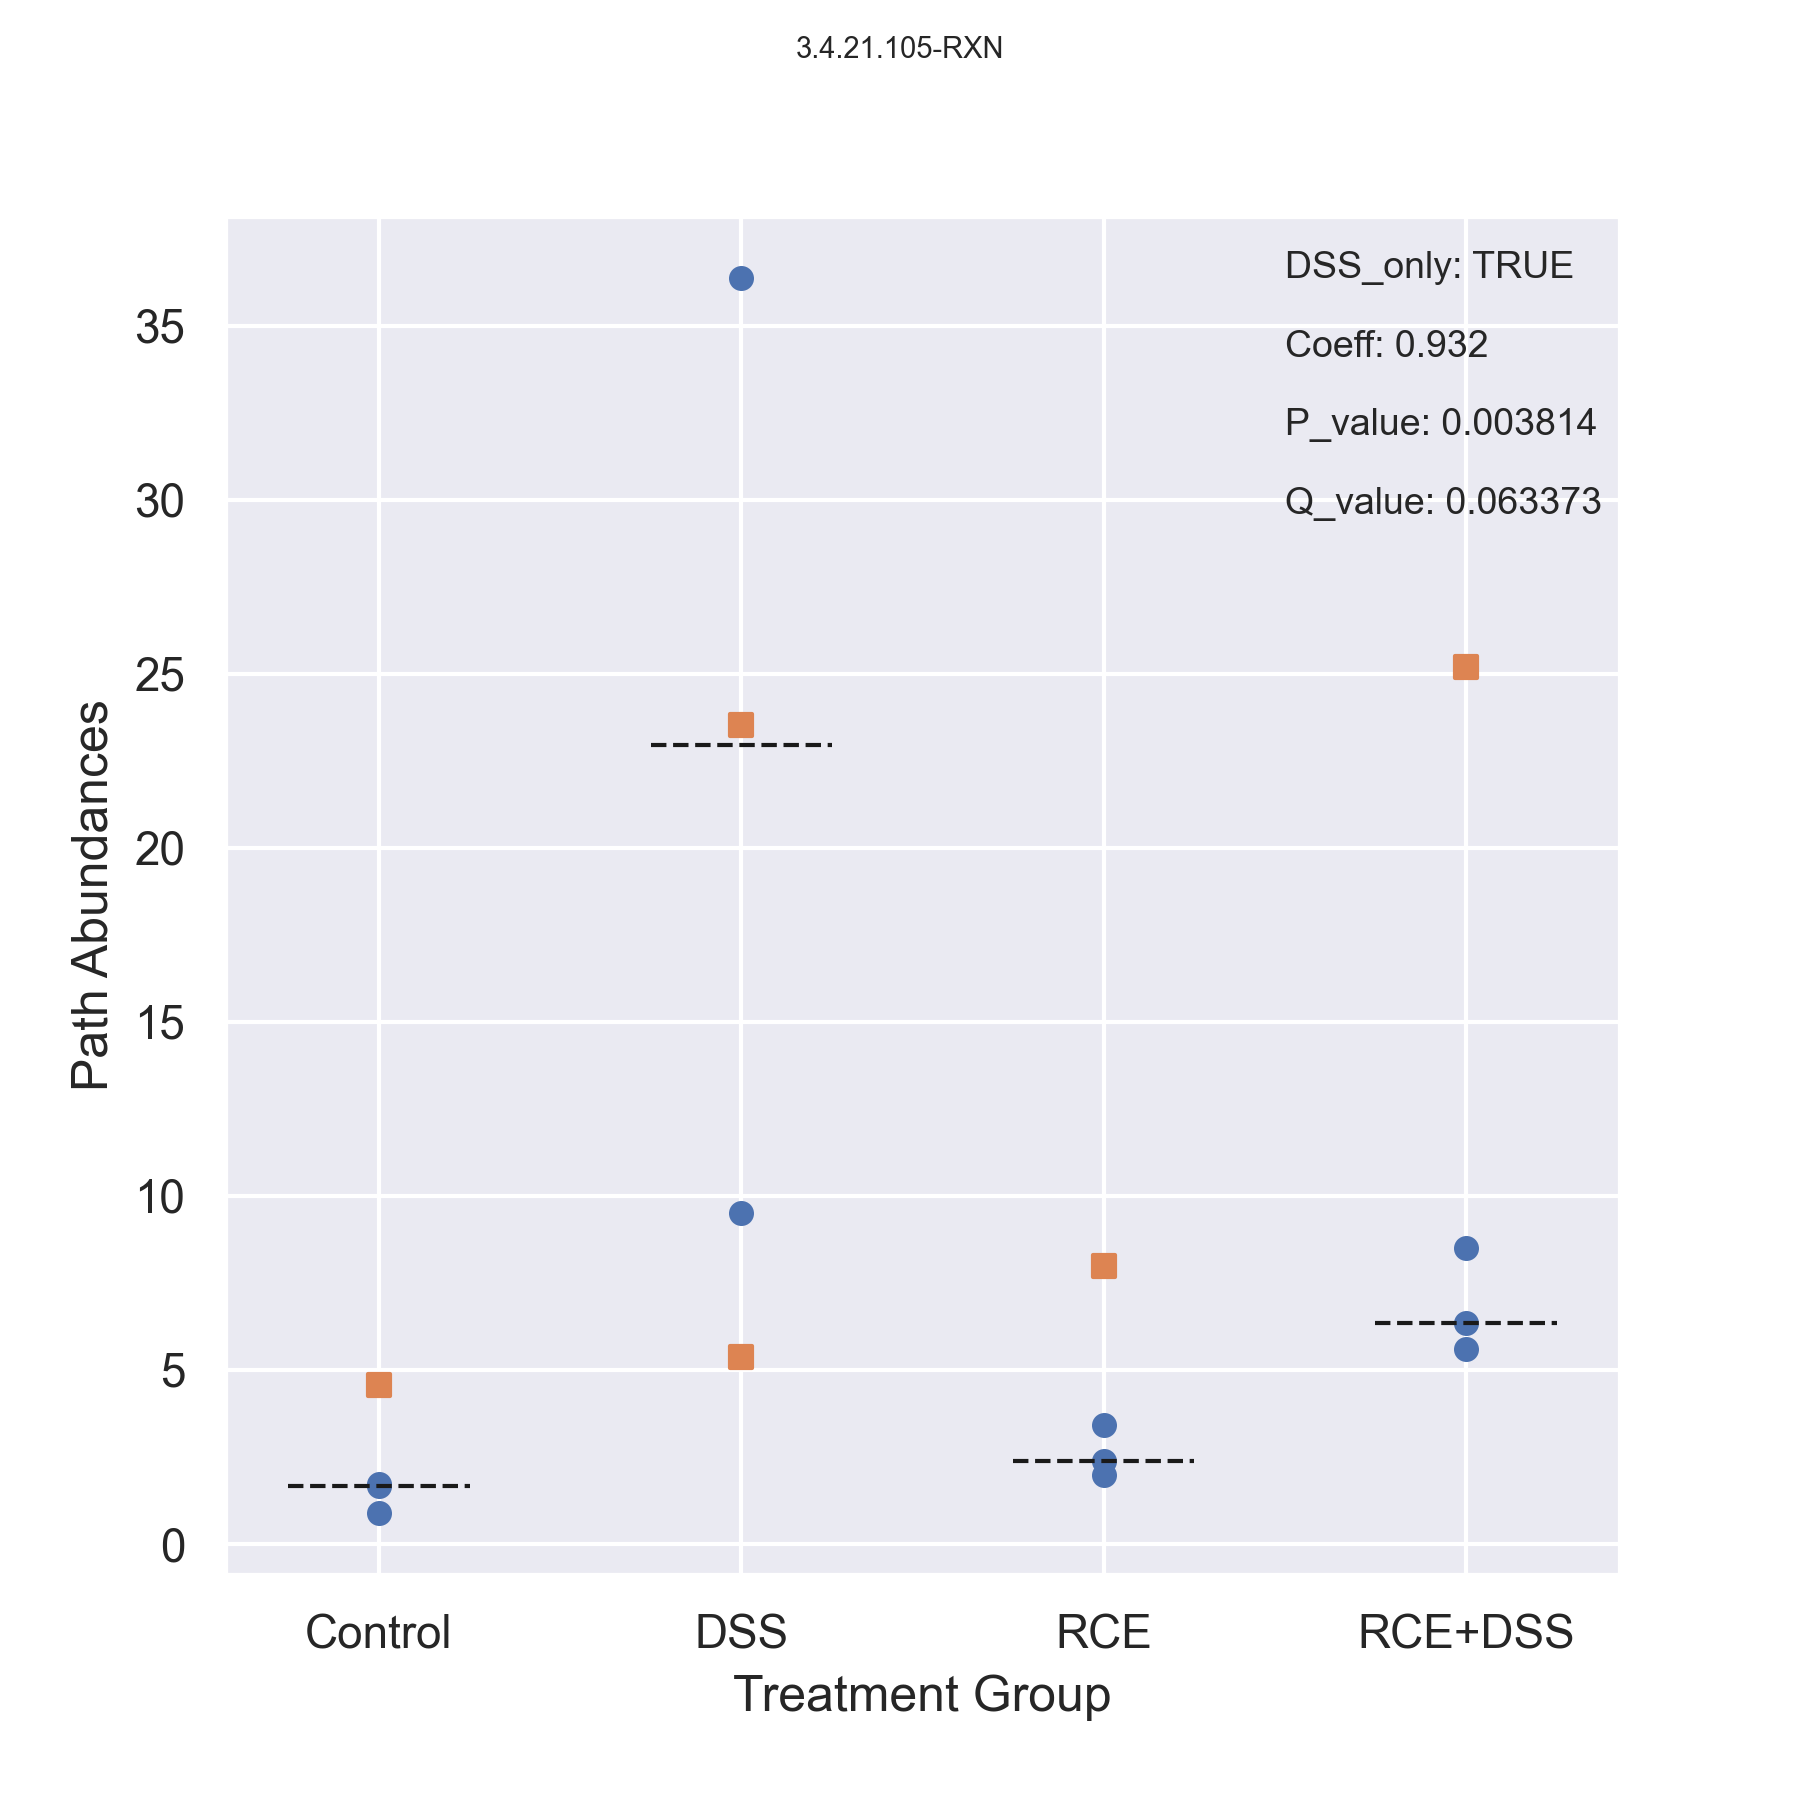 3.4.21.105-RXN
DSS_only: TRUE
Coeff: 0.932
P_value: 0.003814
Q_value: 0.063373
35
30
25
20
15
10
5
0
Path Abundances
Control
DSS
RCE
RCE+DSS
Treatment Group